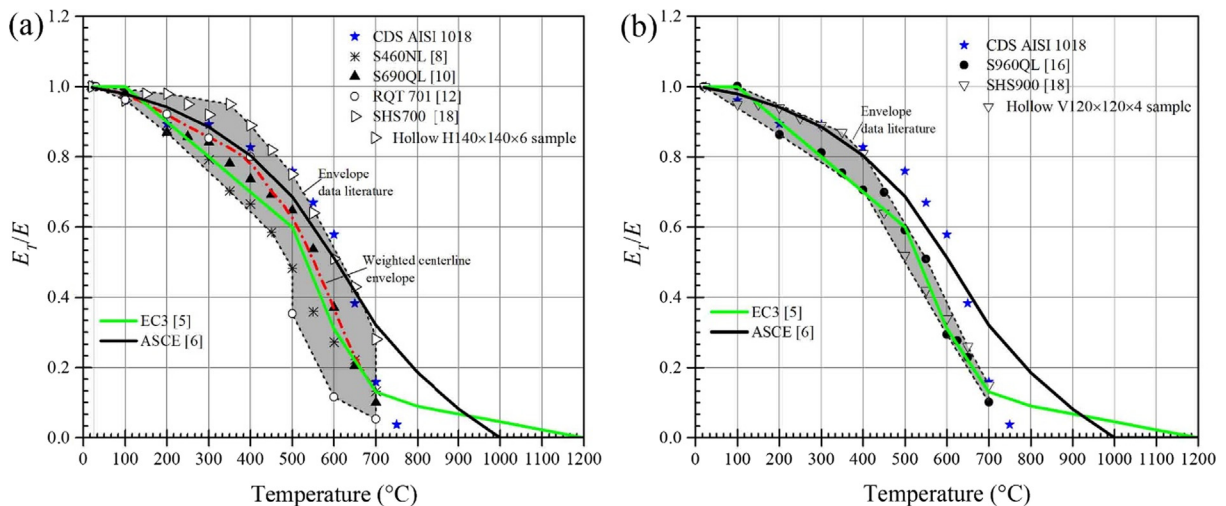 (a)
1.2
1.0
0.8
0.6
0.4
0.2
0.0
E_T/E
CDS AISI 1018
S460NL [8]
S690QL [10]
RQT 701 [12]
SHS700 [18]
Hollow H140×140×6 sample
Envelope
data literature
Weighted centerline
envelope
EC3 [5]
ASCE [6]
0 100 200 300 400 500 600 700 800 900 1000 1100 1200
Temperature (°C)
(b)
1.2
1.0
0.8
0.6
0.4
0.2
0.0
E_T/E
CDS AISI 1018
S960QL [16]
SHS900 [18]
Hollow V120×120×4 sample
Envelope
data literature
EC3 [5]
ASCE [6]
0 100 200 300 400 500 600 700 800 900 1000 1100 1200
Temperature (°C)